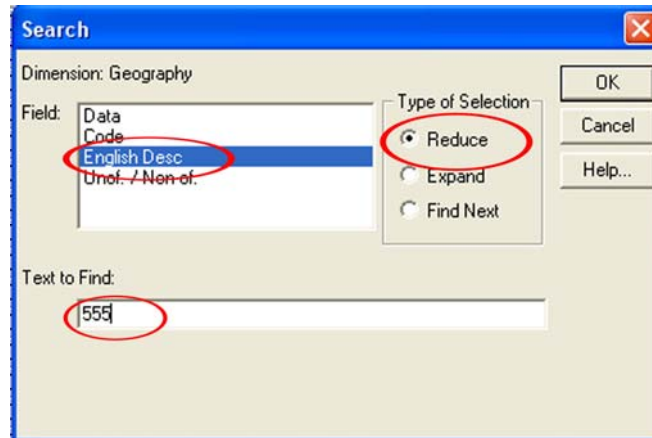 Search
Dimension: Geography
Field:
Data
Code
English Desc
Unof. / Non of.
Type of Selection
Reduce
Expand
Find Next
OK
Cancel
Help...
Text to Find:
555